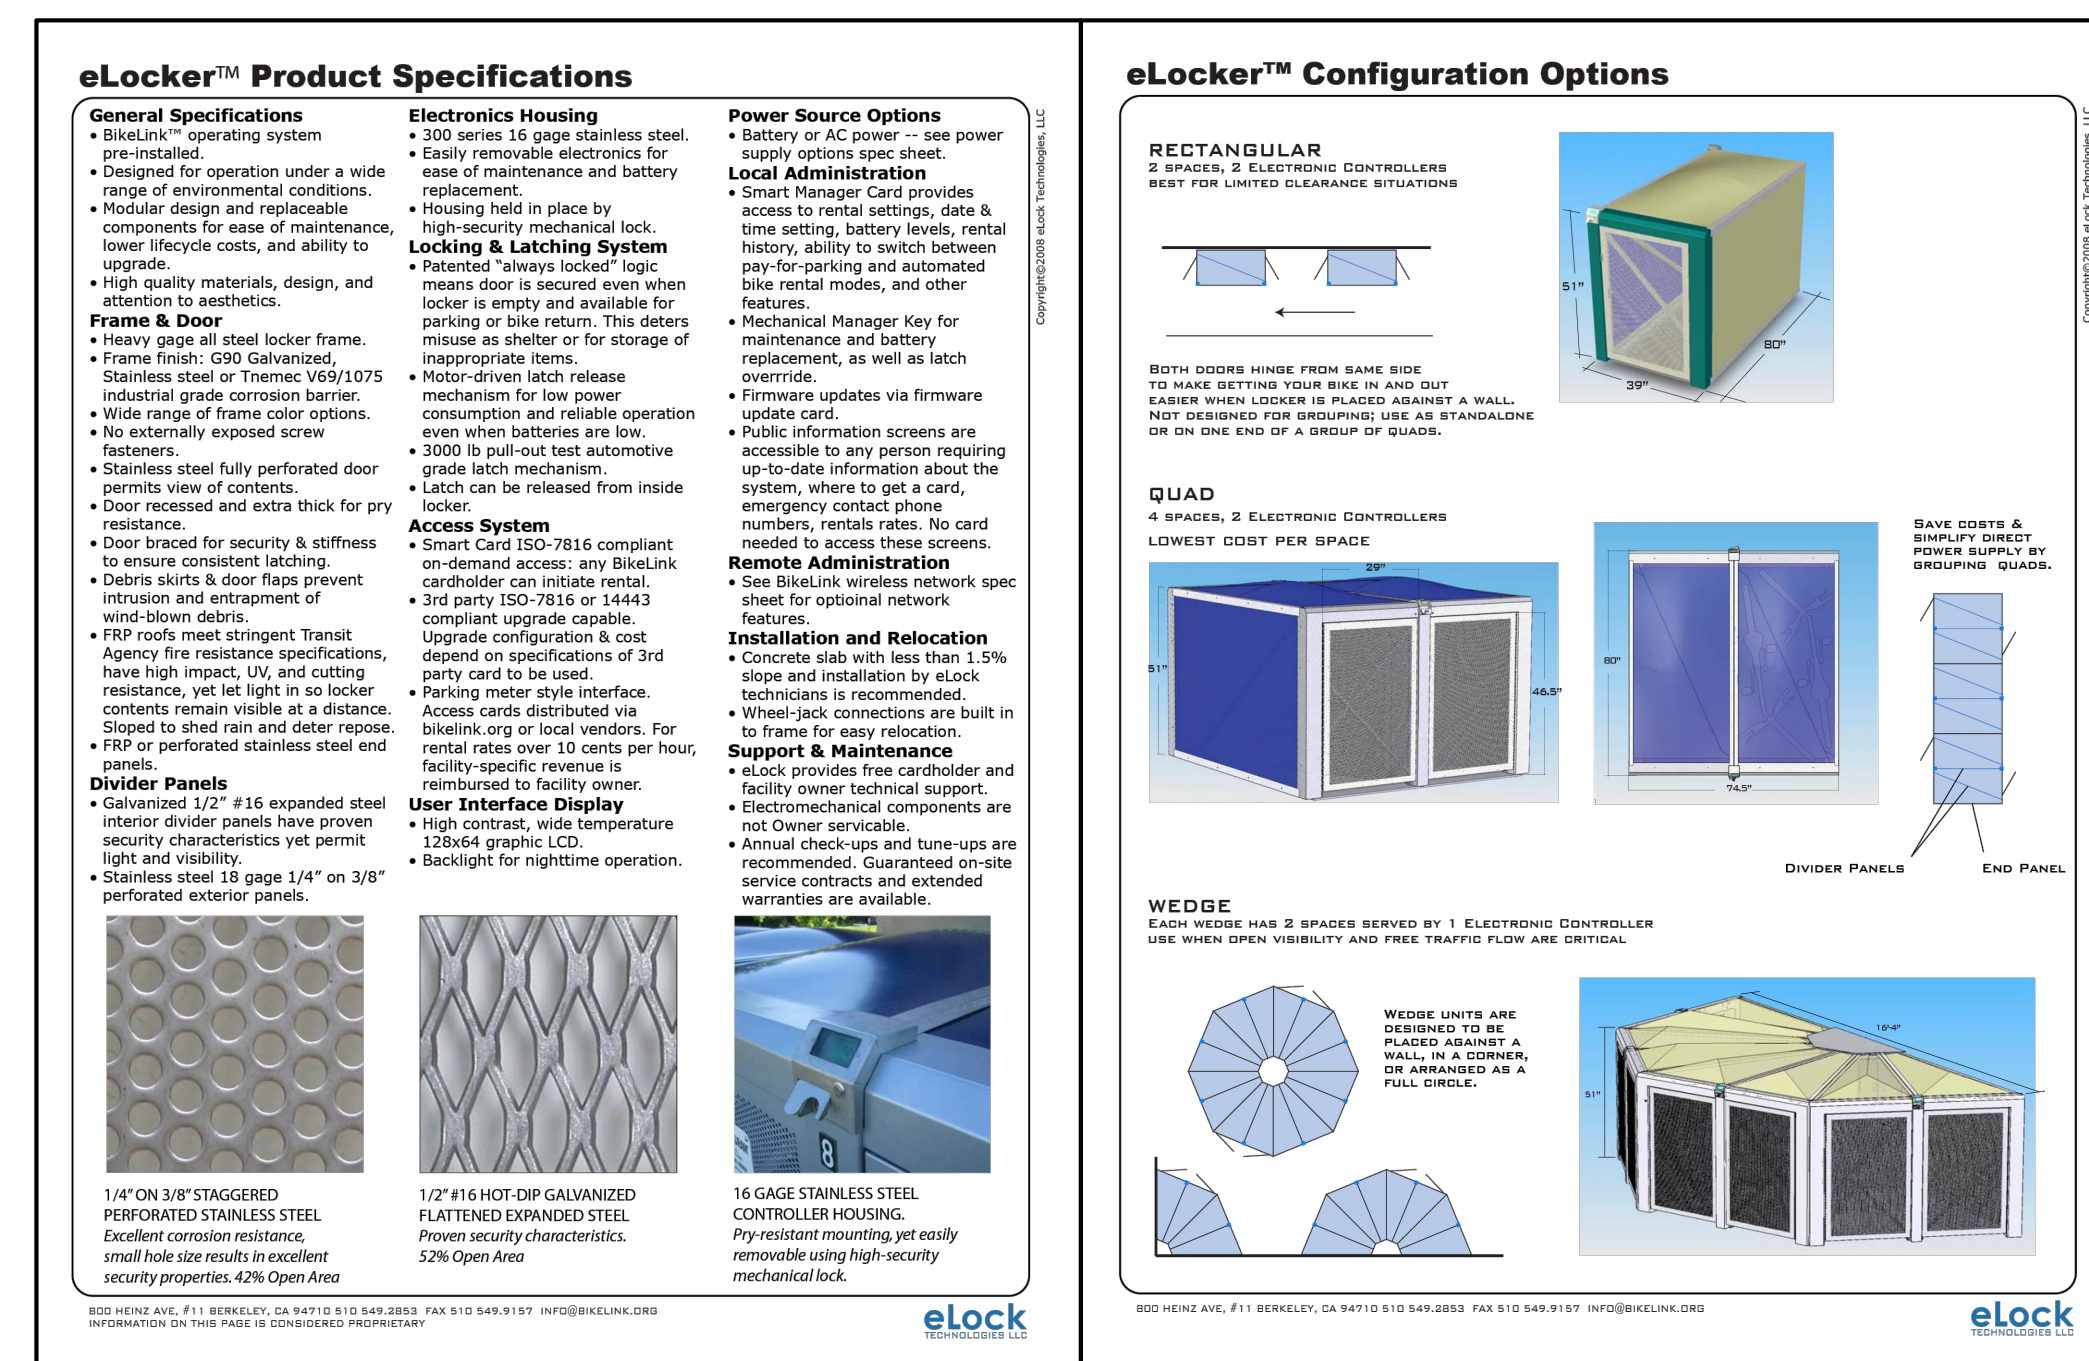 eLocker™ Product Specifications
General Specifications
• BikeLink™ operating system
pre-installed.
• Designed for operation under a wide
range of environmental conditions.
• Modular design and replaceable
components for ease of maintenance,
lower lifecycle costs, and ability to
upgrade.
• High quality materials, design, and
attention to aesthetics.
Frame & Door
• Heavy gage all steel locker frame.
• Frame finish: G90 Galvanized,
Stainless steel or Tnemec V69/1075
industrial grade corrosion barrier.
• Wide range of frame color options.
• No externally exposed screw
fasteners.
• Stainless steel fully perforated door
permits view of contents.
• Door recessed and extra thick for pry
resistance.
• Door braced for security & stiffness
to ensure consistent latching.
• Debris skirts & door flaps prevent
intrusion and entrapment of
wind-blown debris.
• FRP roofs meet stringent Transit
Agency fire resistance specifications,
have high impact, UV, and cutting
resistance, yet let light in so locker
contents remain visible at a distance.
Sloped to shed rain and deter repose.
• FRP or perforated stainless steel end
panels.
Divider Panels
• Galvanized 1/2” #16 expanded steel
interior divider panels have proven
security characteristics yet permit
light and visibility.
• Stainless steel 18 gage 1/4” on 3/8”
perforated exterior panels.
Electronics Housing
• 300 series 16 gage stainless steel.
• Easily removable electronics for
ease of maintenance and battery
replacement.
• Housing held in place by
high-security mechanical lock.
Locking & Latching System
• Patented “always locked” logic
means door is secured even when
locker is empty and available for
parking or bike return. This deters
misuse as shelter or for storage of
inappropriate items.
• Motor-driven latch release
mechanism for low power
consumption and reliable operation
even when batteries are low.
• 3000 lb pull-out test automotive
grade latch mechanism.
• Latch can be released from inside
locker.
Access System
• Smart Card ISO-7816 compliant
on-demand access: any BikeLink
cardholder can initiate rental.
• 3rd party ISO-7816 or 14443
compliant upgrade capable.
Upgrade configuration & cost
depend on specifications of 3rd
party card to be used.
• Parking meter style interface.
Access cards distributed via
bikelink.org or local vendors. For
rental rates over 10 cents per hour,
facility-specific revenue is
reimbursed to facility owner.
User Interface Display
• High contrast, wide temperature
128x64 graphic LCD.
• Backlight for nighttime operation.
Power Source Options
• Battery or AC power -- see power
supply options spec sheet.
Local Administration
• Smart Manager Card provides
access to rental settings, date &
time setting, battery levels, rental
history, ability to switch between
pay-for-parking and automated
bike rental modes, and other
features.
• Mechanical Manager Key for
maintenance and battery
replacement, as well as latch
overrride.
• Firmware updates via firmware
update card.
• Public information screens are
accessible to any person requiring
up-to-date information about the
system, where to get a card,
emergency contact phone
numbers, rentals rates. No card
needed to access these screens.
Remote Administration
• See BikeLink wireless network spec
sheet for optioinal network
features.
Installation and Relocation
• Concrete slab with less than 1.5%
slope and installation by eLock
technicians is recommended.
• Wheel-jack connections are built in
to frame for easy relocation.
Support & Maintenance
• eLock provides free cardholder and
facility owner technical support.
• Electromechanical components are
not Owner servicable.
• Annual check-ups and tune-ups are
recommended. Guaranteed on-site
service contracts and extended
warranties are available.
Copyright©2008 eLock Technologies, LLC
8
1/4” ON 3/8” STAGGERED
PERFORATED STAINLESS STEEL
Excellent corrosion resistance,
small hole size results in excellent
security properties. 42% Open Area
1/2” #16 HOT-DIP GALVANIZED
FLATTENED EXPANDED STEEL
Proven security characteristics.
52% Open Area
16 GAGE STAINLESS STEEL
CONTROLLER HOUSING.
Pry-resistant mounting, yet easily
removable using high-security
mechanical lock.
800 HEINZ AVE, #11 BERKELEY, CA 94710 510 549.2853 FAX 510 549.9157 INFO@BIKELINK.ORG
INFORMATION ON THIS PAGE IS CONSIDERED PROPRIETARY
eLock
TECHNOLOGIES LLC
eLocker™ Configuration Options
RECTANGULAR
2 SPACES, 2 ELECTRONIC CONTROLLERS
BEST FOR LIMITED CLEARANCE SITUATIONS
51”
80”
39”
BOTH DOORS HINGE FROM SAME SIDE
TO MAKE GETTING YOUR BIKE IN AND OUT
EASIER WHEN LOCKER IS PLACED AGAINST A WALL.
NOT DESIGNED FOR GROUPING; USE AS STANDALONE
OR ON ONE END OF A GROUP OF QUADS.
QUAD
4 SPACES, 2 ELECTRONIC CONTROLLERS
LOWEST COST PER SPACE
29”
51”
46.5”
80”
74.5”
SAVE COSTS &
SIMPLIFY DIRECT
POWER SUPPLY BY
GROUPING QUADS.
DIVIDER PANELS
END PANEL
WEDGE
EACH WEDGE HAS 2 SPACES SERVED BY 1 ELECTRONIC CONTROLLER
USE WHEN OPEN VISIBILITY AND FREE TRAFFIC FLOW ARE CRITICAL
WEDGE UNITS ARE
DESIGNED TO BE
PLACED AGAINST A
WALL, IN A CORNER,
OR ARRANGED AS A
FULL CIRCLE.
16'-4”
51”
Copyright©2008 eLock Technologies, LLC
800 HEINZ AVE, #11 BERKELEY, CA 94710 510 549.2853 FAX 510 549.9157 INFO@BIKELINK.ORG
eLock
TECHNOLOGIES LLC